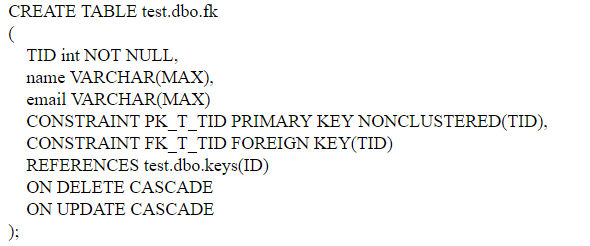 CREATE TABLE test.dbo.fk
(
TID int NOT NULL,
name VARCHAR(MAX),
email VARCHAR(MAX)
CONSTRAINT PK_T_TID PRIMARY KEY NONCLUSTERED(TID),
CONSTRAINT FK_T_TID FOREIGN KEY(TID)
REFERENCES test.dbo.keys(ID)
ON DELETE CASCADE
ON UPDATE CASCADE
);